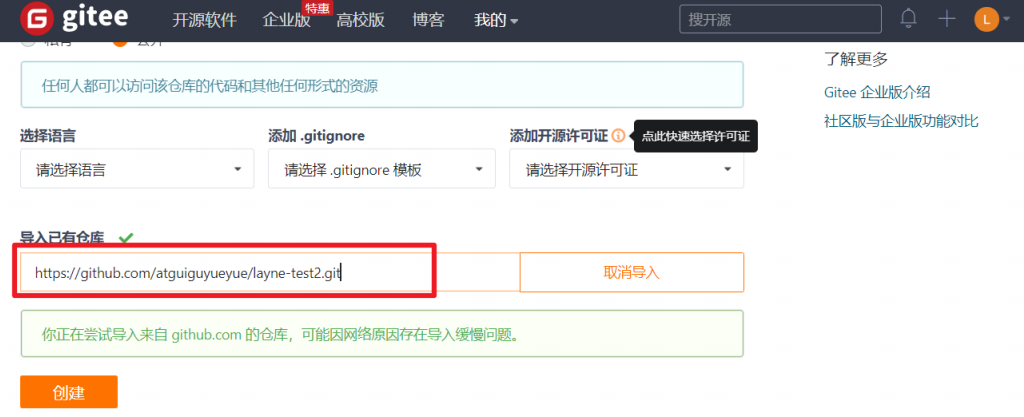 gitee
开源软件
企业版
特惠
高校版
博客
我的
搜开源
L
私有
公开
任何人都可以访问该仓库的代码和其他任何形式的资源
了解更多
Gitee 企业版介绍
社区版与企业版功能对比
选择语言
添加 .gitignore
添加开源许可证
点此快速选择许可证
请选择语言
请选择 .gitignore 模板
请选择开源许可证
导入已有仓库
https://github.com/atguiguyueyue/layne-test2.git
取消导入
你正在尝试导入来自 github.com 的仓库，可能因网络原因存在导入缓慢问题。
创建